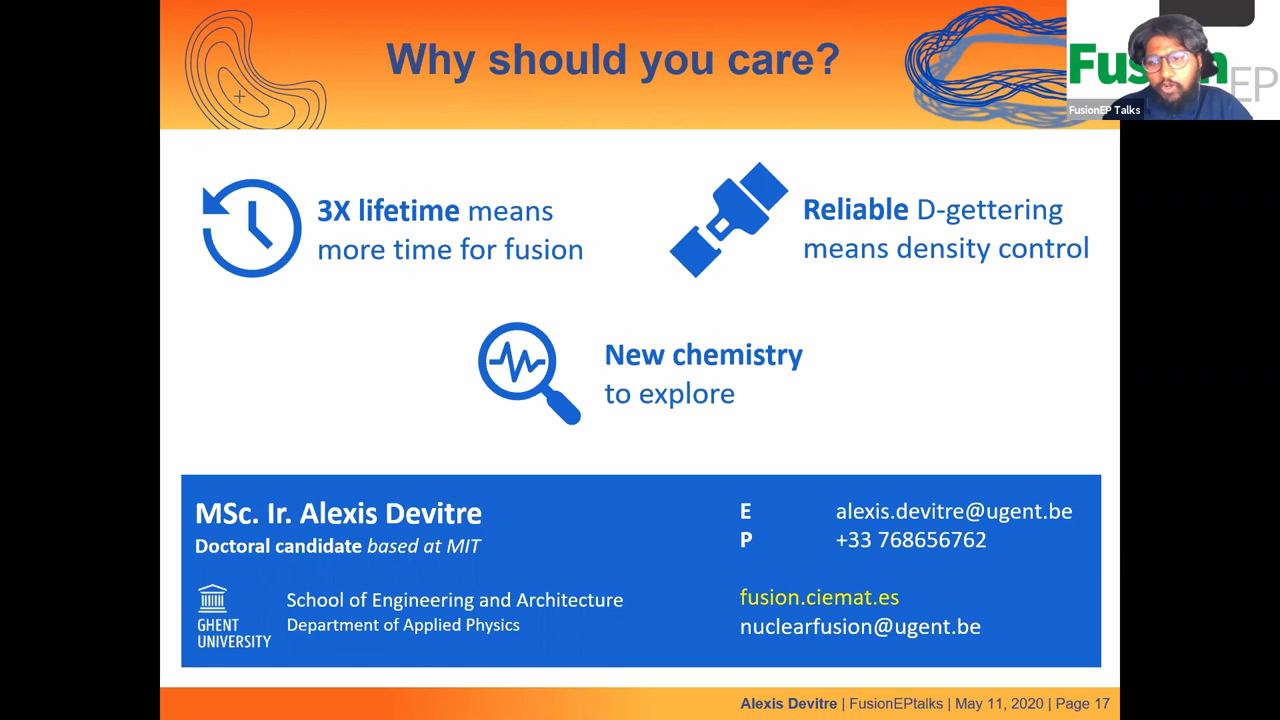 Why should you care?
Fusion
EP
FusionEP Talks
3X lifetime means
more time for fusion
Reliable D-gettering
means density control
New chemistry
to explore
MSc. Ir. Alexis Devitre
Doctoral candidate based at MIT
GHENT
UNIVERSITY
School of Engineering and Architecture
Department of Applied Physics
E alexis.devitre@ugent.be
P +33 768656762
fusion.ciemat.es
nuclearfusion@ugent.be
Alexis Devitre | FusionEPtalks | May 11, 2020 | Page 17